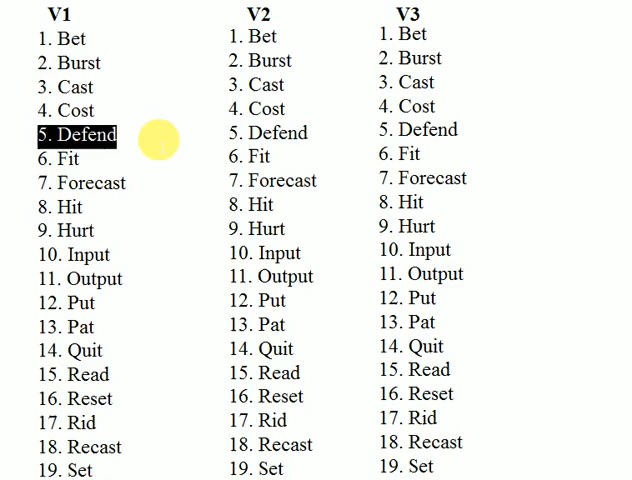 V1 V2 V3
1. Bet 1. Bet 1. Bet
2. Burst 2. Burst 2. Burst
3. Cast 3. Cast 3. Cast
4. Cost 4. Cost 4. Cost
5. Defend 5. Defend 5. Defend
6. Fit 6. Fit 6. Fit
7. Forecast 7. Forecast 7. Forecast
8. Hit 8. Hit 8. Hit
9. Hurt 9. Hurt 9. Hurt
10. Input 10. Input 10. Input
11. Output 11. Output 11. Output
12. Put 12. Put 12. Put
13. Pat 13. Pat 13. Pat
14. Quit 14. Quit 14. Quit
15. Read 15. Read 15. Read
16. Reset 16. Reset 16. Reset
17. Rid 17. Rid 17. Rid
18. Recast 18. Recast 18. Recast
19. Set 19. Set 19. Set